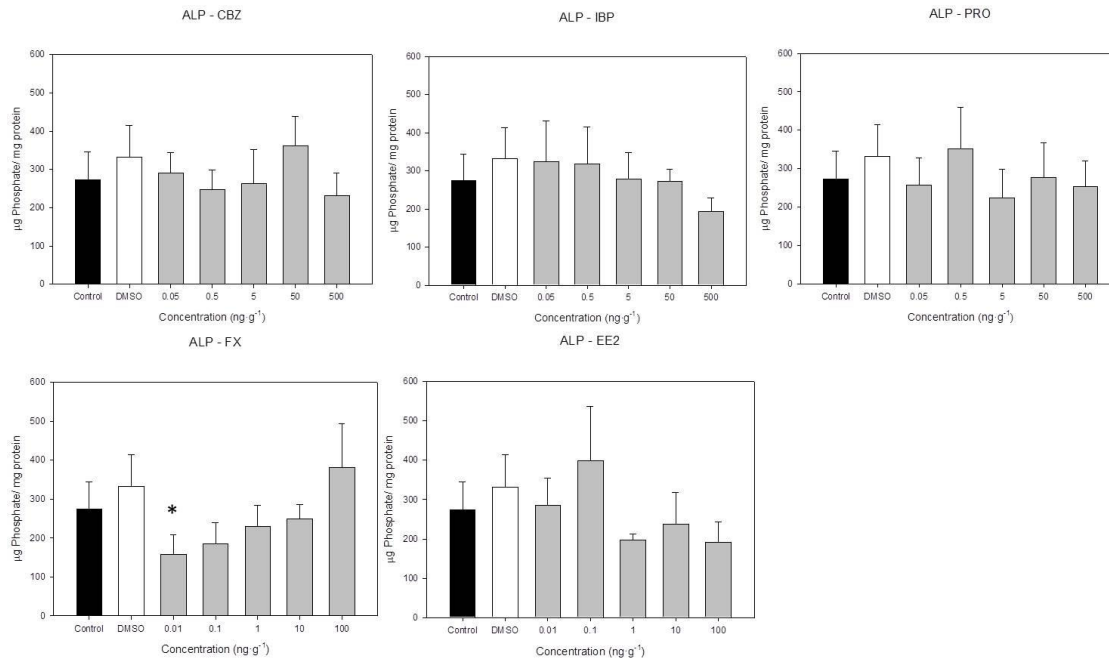 ALP - CBZ
µg Phosphate/ mg protein
600
500
400
300
200
100
0
Control DMSO 0.05 0.5 5 50 500
Concentration (ng·g⁻¹)
ALP - IBP
µg Phosphate/ mg protein
600
500
400
300
200
100
0
Control DMSO 0.05 0.5 5 50 500
Concentration (ng·g⁻¹)
ALP - PRO
µg Phosphate/ mg protein
600
500
400
300
200
100
0
Control DMSO 0.05 0.5 5 50 500
Concentration (ng·g⁻¹)
ALP - FX
µg Phosphate/ mg protein
600
500
400
300
200
100
0
*
Control DMSO 0.01 0.1 1 10 100
Concentration (ng·g⁻¹)
ALP - EE2
µg Phosphate/ mg protein
600
500
400
300
200
100
0
Control DMSO 0.01 0.1 1 10 100
Concentration (ng·g⁻¹)